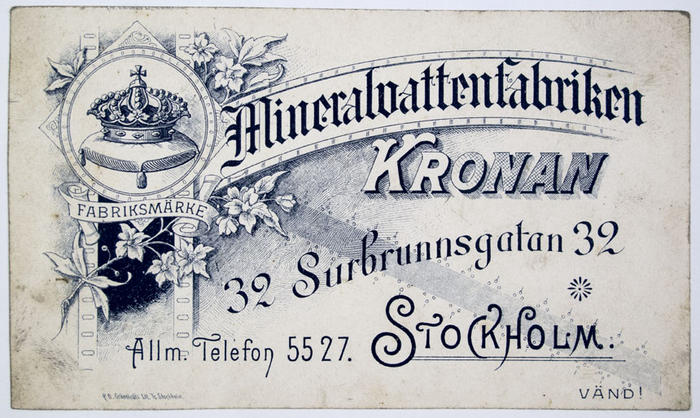 Mineralvattenfabriken
KRONAN
FABRIKSMÄRKE
32 Surbrunnsgatan 32
Allm. Telefon 5527.
STOCKHOLM.
VÄND!